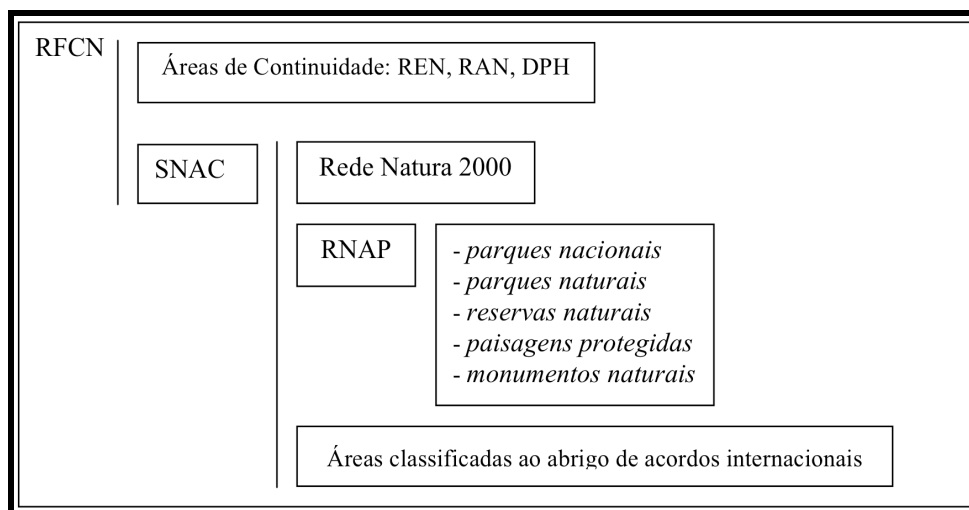 RFCN
Áreas de Continuidade: REN, RAN, DPH
SNAC
Rede Natura 2000
RNAP
- parques nacionais
- parques naturais
- reservas naturais
- paisagens protegidas
- monumentos naturais
Áreas classificadas ao abrigo de acordos internacionais